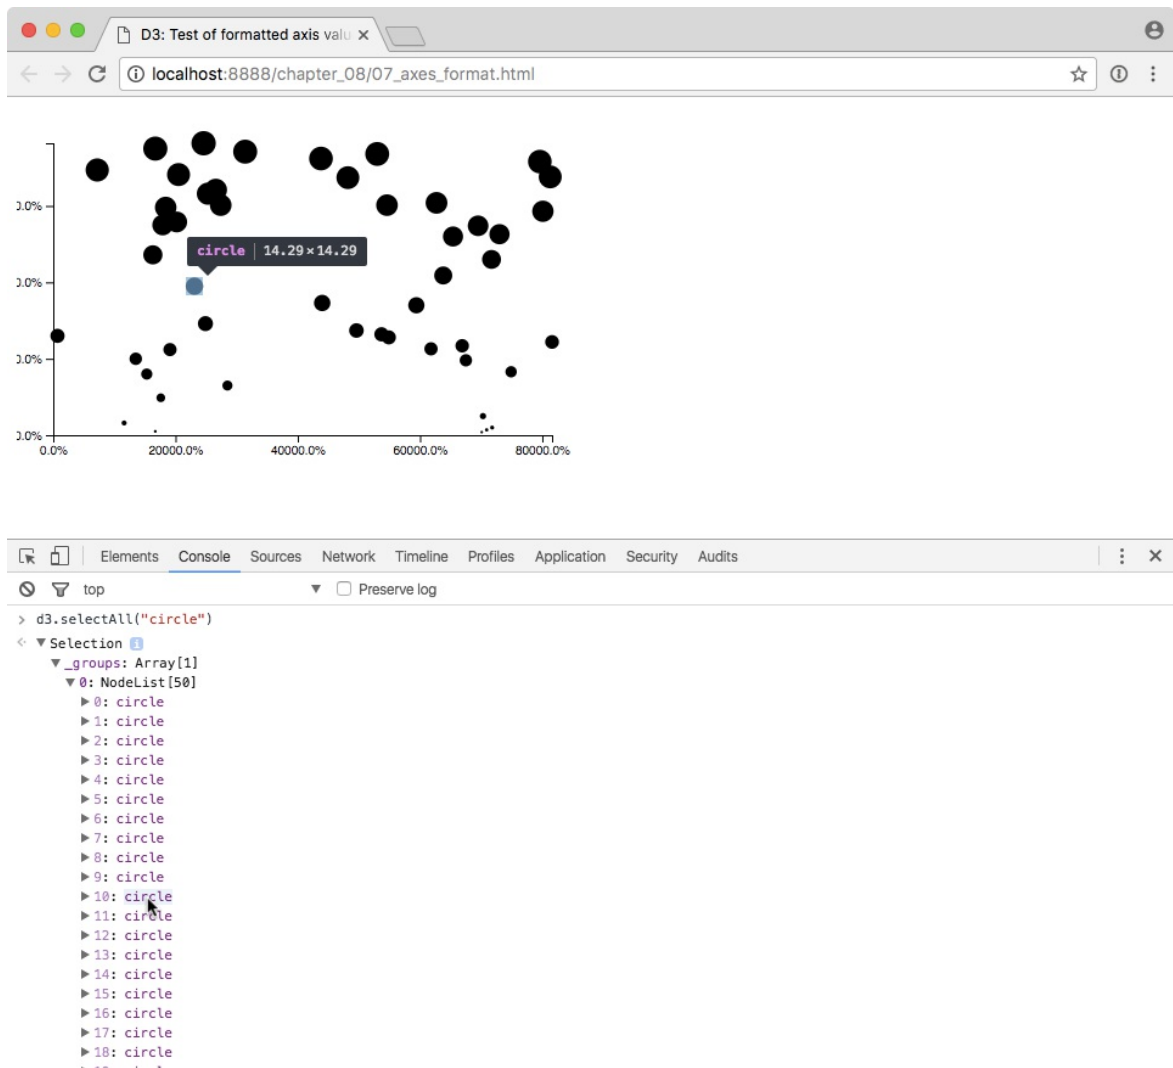 D3: Test of formatted axis valu
localhost:8888/chapter_08/07_axes_format.html
circle 14.29×14.29
.0%
.0%
.0%
.0%
0.0% 20000.0% 40000.0% 60000.0% 80000.0%
Elements Console Sources Network Timeline Profiles Application Security Audits
top Preserve log
> d3.selectAll("circle")
Selection i
_groups: Array[1]
0: NodeList[50]
0: circle
1: circle
2: circle
3: circle
4: circle
5: circle
6: circle
7: circle
8: circle
9: circle
10: circle
11: circle
12: circle
13: circle
14: circle
15: circle
16: circle
17: circle
18: circle